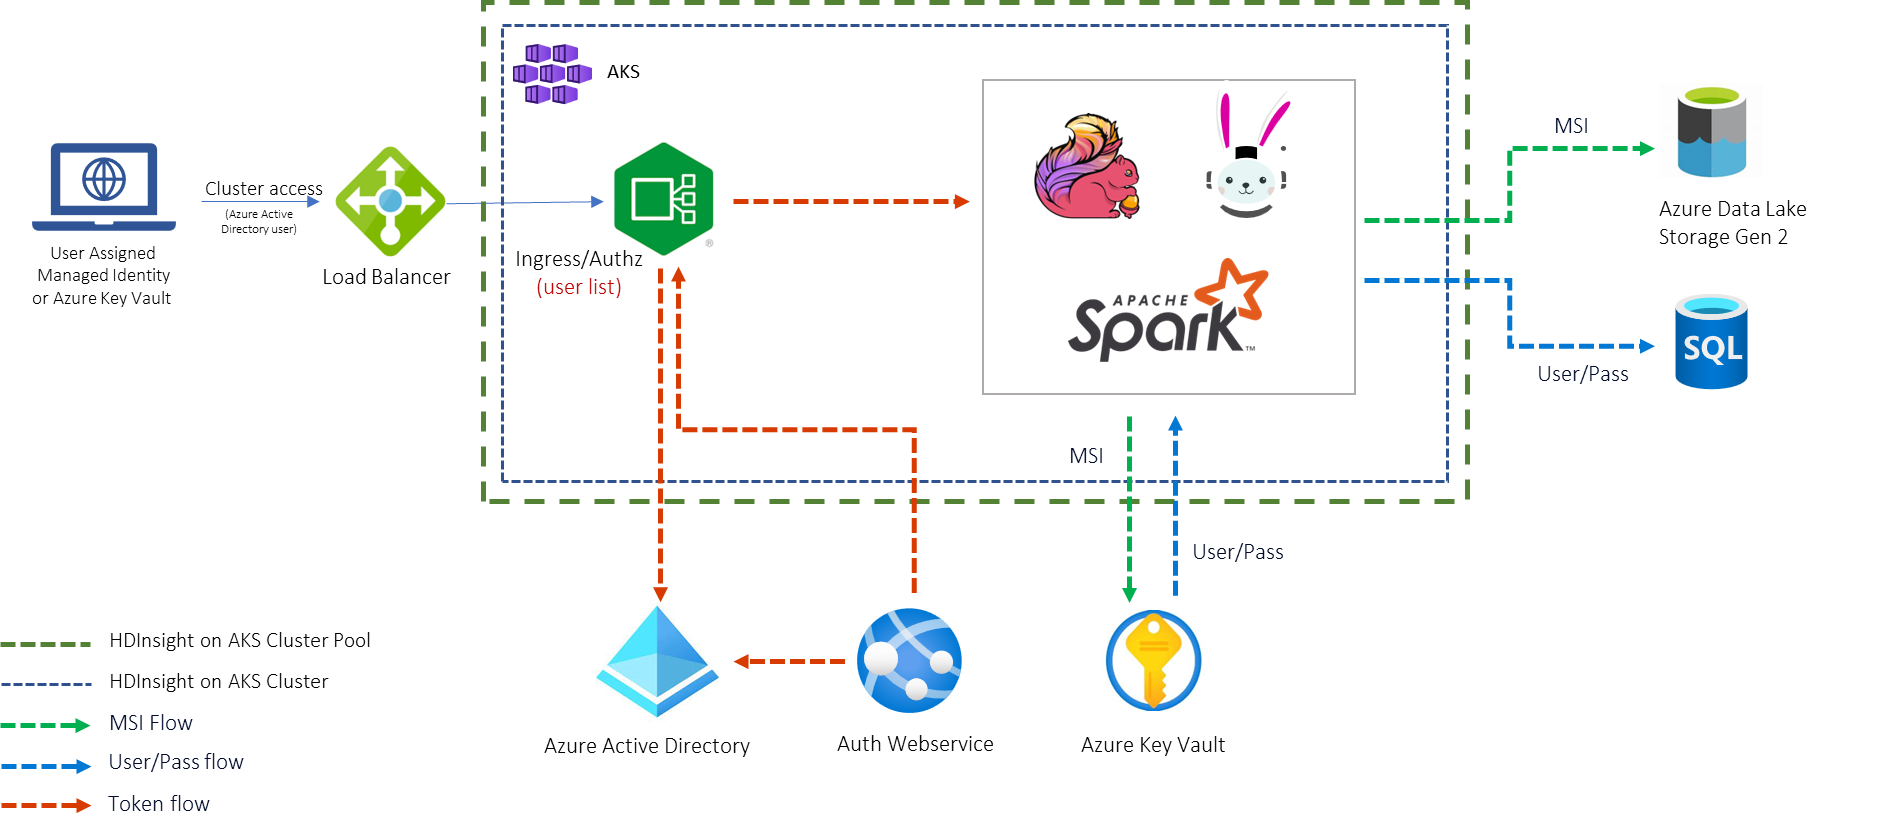 AKS
MSI
User Assigned
Managed Identity
or Azure Key Vault
Cluster access
(Azure Active
Directory user)
Load Balancer
®
Ingress/Authz
(user list)
APACHE
Spark™
Azure Data Lake
Storage Gen 2
SQL
User/Pass
MSI
User/Pass
Azure Active Directory
Auth Webservice
Azure Key Vault
HDInsight on AKS Cluster Pool
HDInsight on AKS Cluster
MSI Flow
User/Pass flow
Token flow